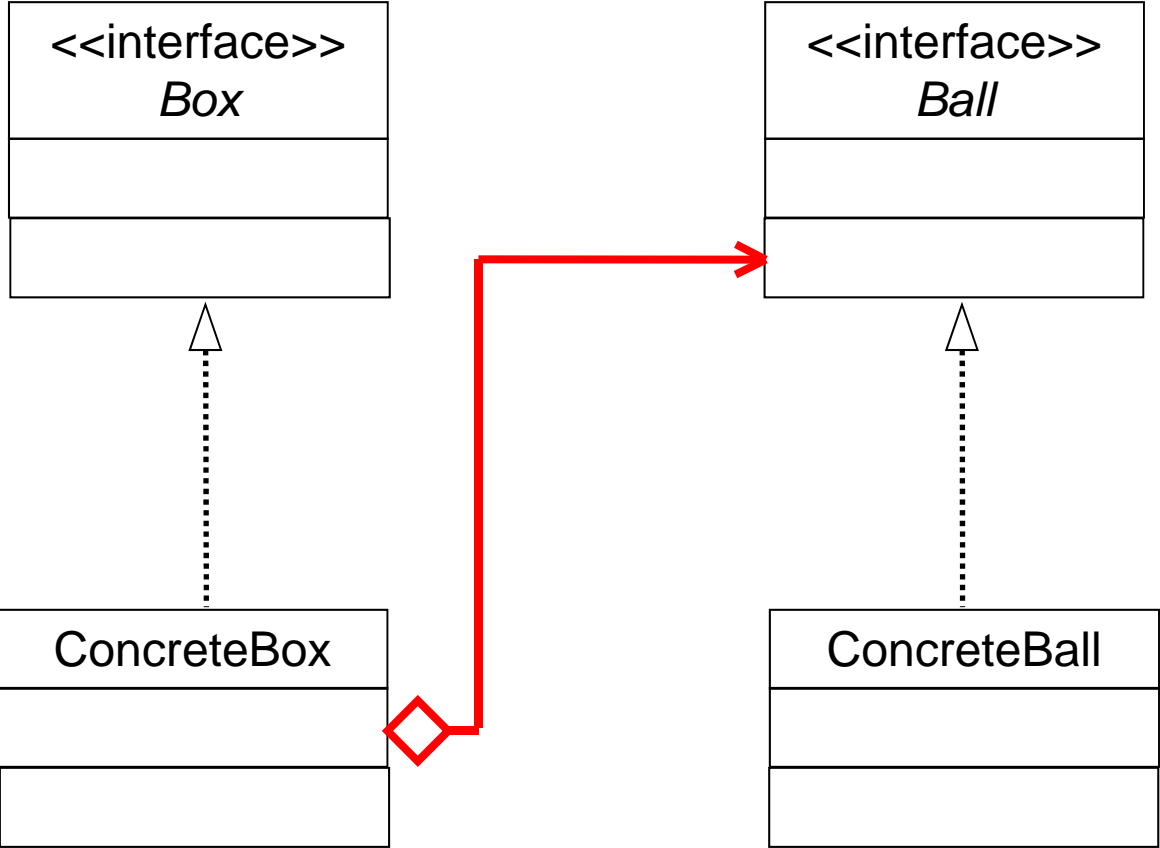 <<interface>>
Box
<<interface>>
Ball
ConcreteBox
ConcreteBall